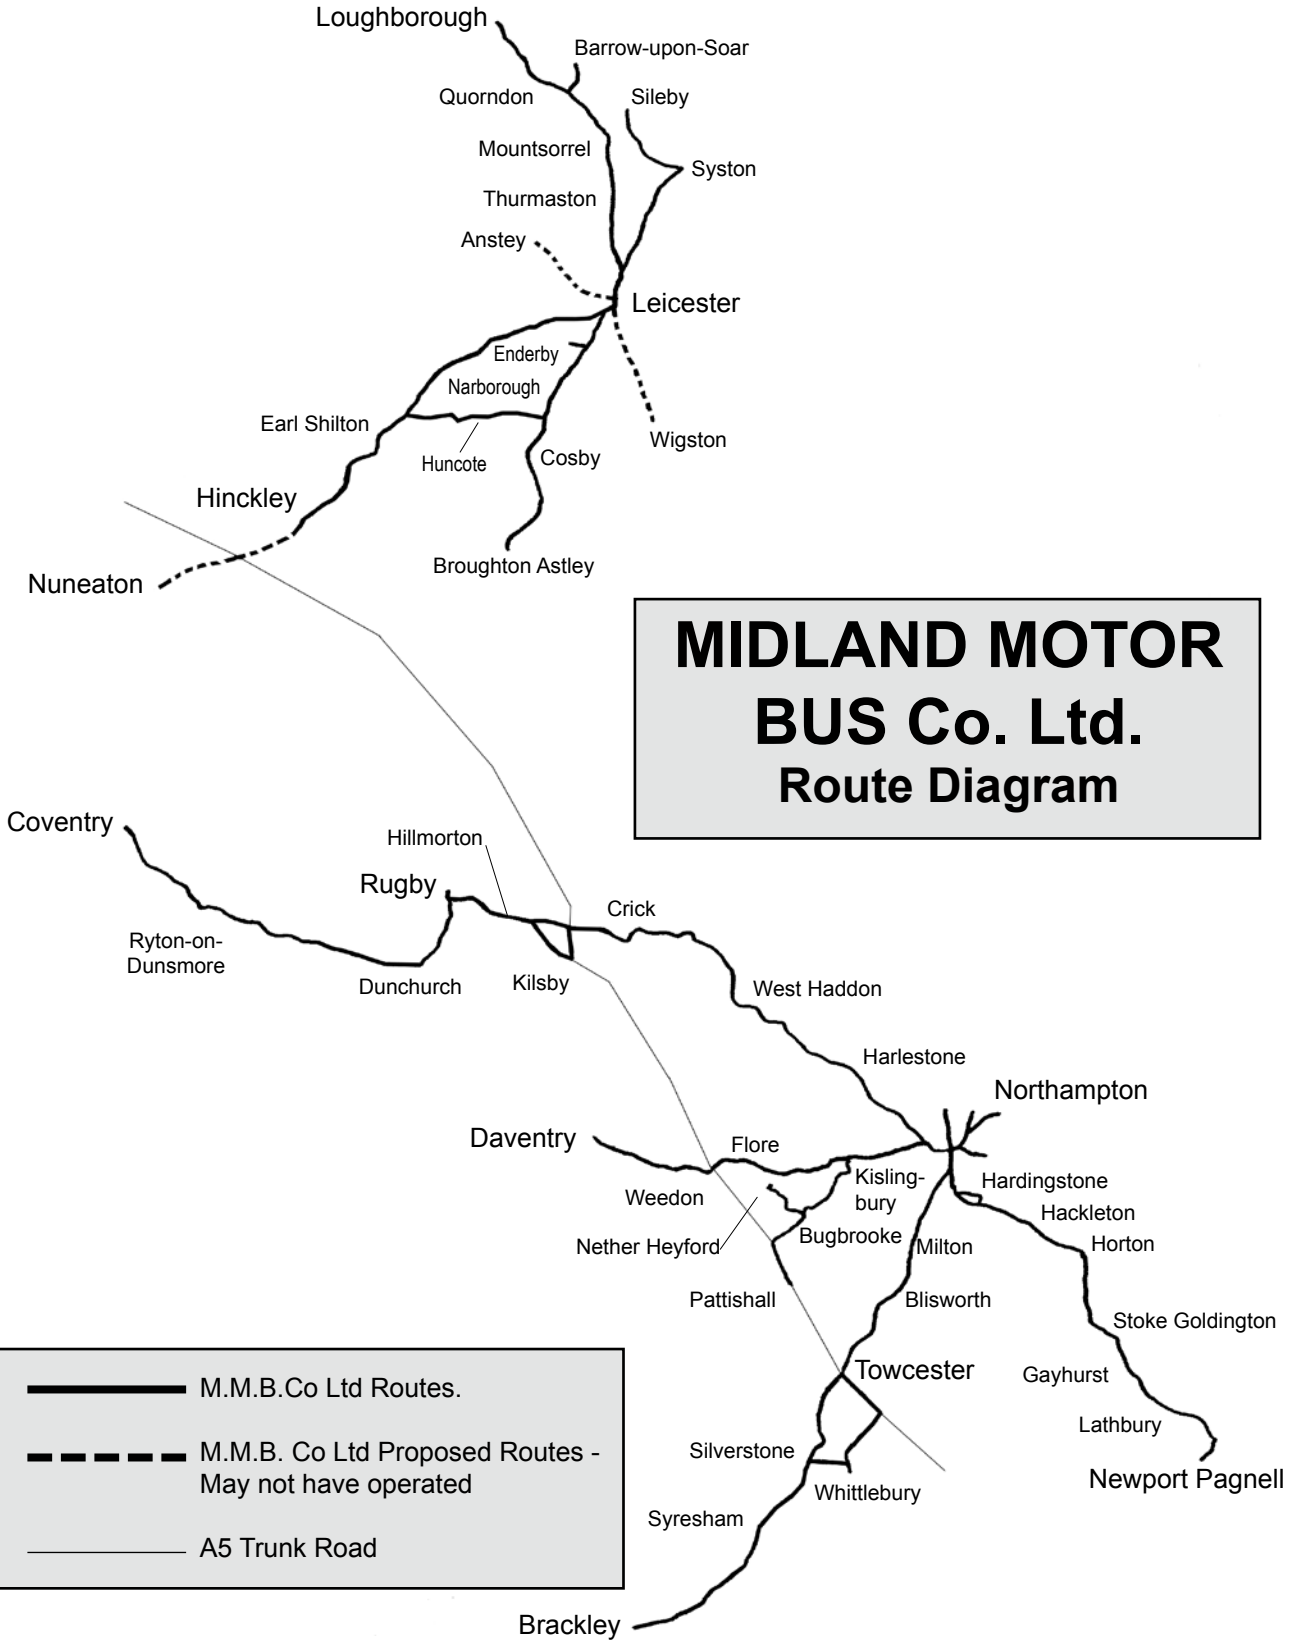 Loughborough
Barrow-upon-Soar
Quorndon
Sileby
Mountsorrel
Syston
Thurmaston
Anstey
Leicester
Enderby
Narborough
Earl Shilton
Wigston
Huncote
Cosby
Hinckley
Broughton Astley
Nuneaton
MIDLAND MOTOR
BUS Co. Ltd.
Route Diagram
Coventry
Hillmorton
Rugby
Crick
Ryton-on-
Dunsmore
Dunchurch
Kilsby
West Haddon
Harlestone
Northampton
Daventry
Flore
Weedon
Kisling-
bury
Hardingstone
Hackleton
Nether Heyford
Bugbrooke
Milton
Horton
Pattishall
Blisworth
Stoke Goldington
Towcester
Gayhurst
Lathbury
Silverstone
Newport Pagnell
Whittlebury
Syresham
Brackley
M.M.B.Co Ltd Routes.
M.M.B. Co Ltd Proposed Routes -
May not have operated
A5 Trunk Road